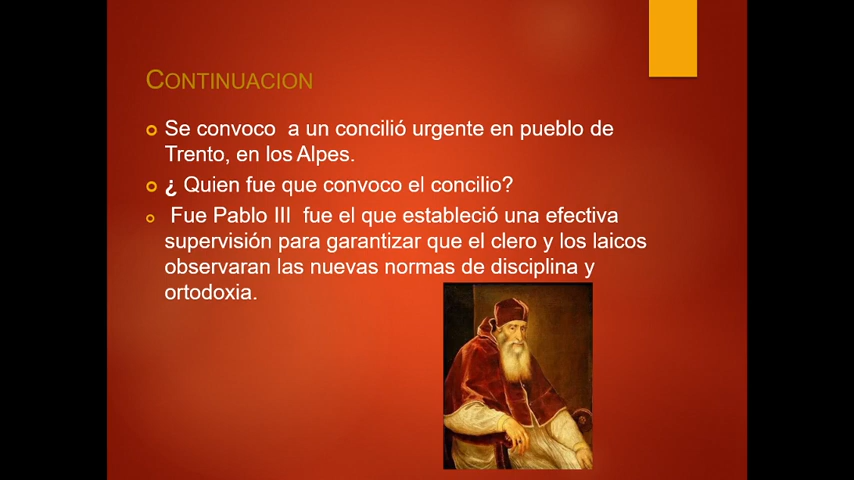 CONTINUACION
Se convoco a un concilió urgente en pueblo de
Trento, en los Alpes.
¿ Quien fue que convoco el concilio?
Fue Pablo III fue el que estableció una efectiva
supervisión para garantizar que el clero y los laicos
observaran las nuevas normas de disciplina y
ortodoxia.